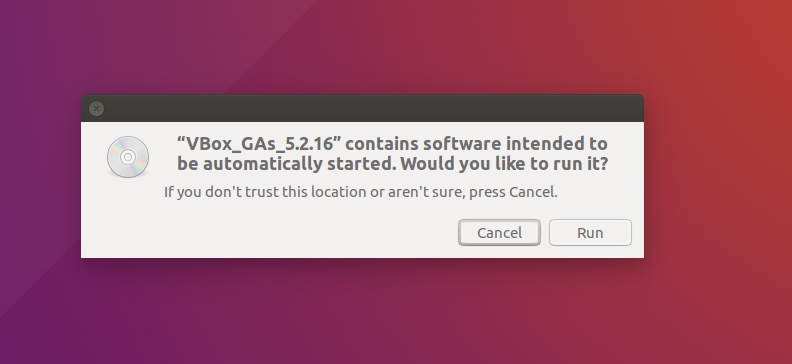 “VBox_GAs_5.2.16” contains software intended to
be automatically started. Would you like to run it?
If you don't trust this location or aren't sure, press Cancel.
Cancel Run